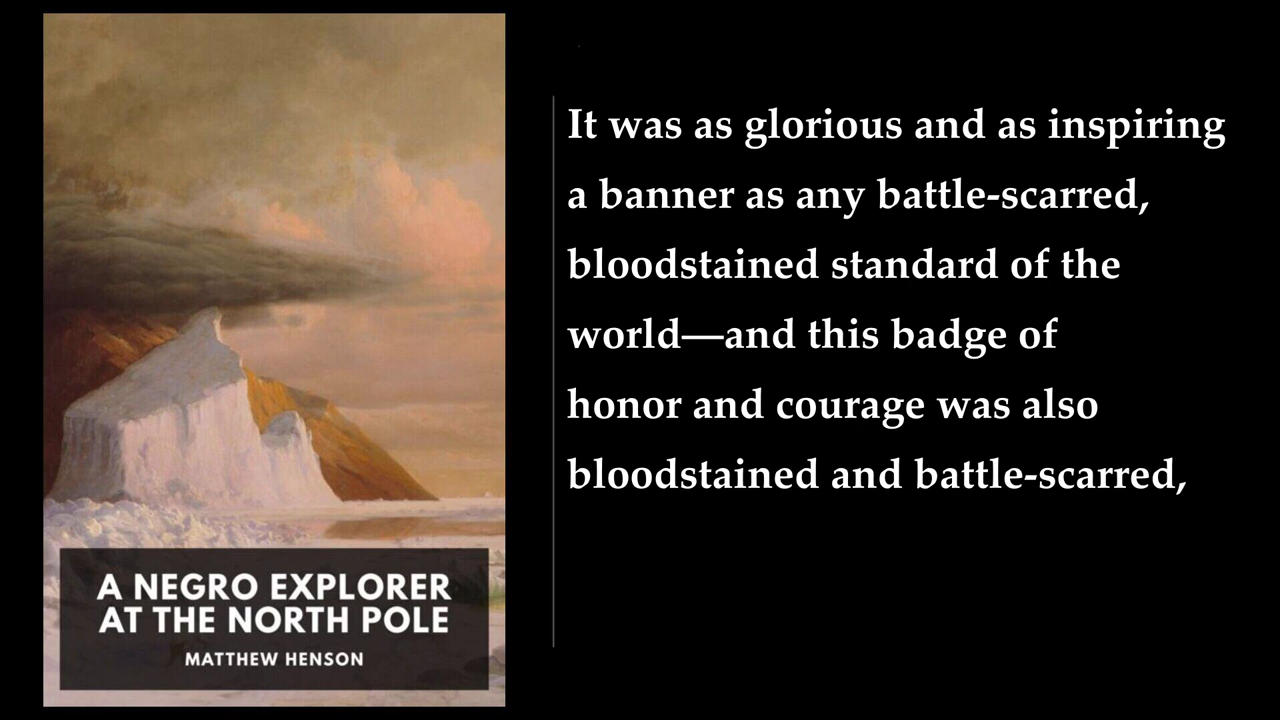 It was as glorious and as inspiring
a banner as any battle-scarred,
bloodstained standard of the
world—and this badge of
honor and courage was also
bloodstained and battle-scarred,
A NEGRO EXPLORER
AT THE NORTH POLE
MATTHEW HENSON